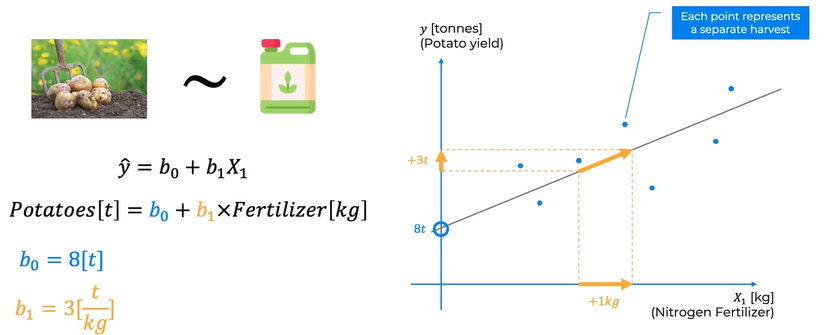 ~
ŷ = b₀ + b₁X₁
Potatoes[t] = b₀ + b₁×Fertilizer[kg]
b₀ = 8[t]
b₁ = 3[t/kg]
y [tonnes]
(Potato yield)
Each point represents
a separate harvest
+3t
8t
+1kg
X₁ [kg]
(Nitrogen Fertilizer)